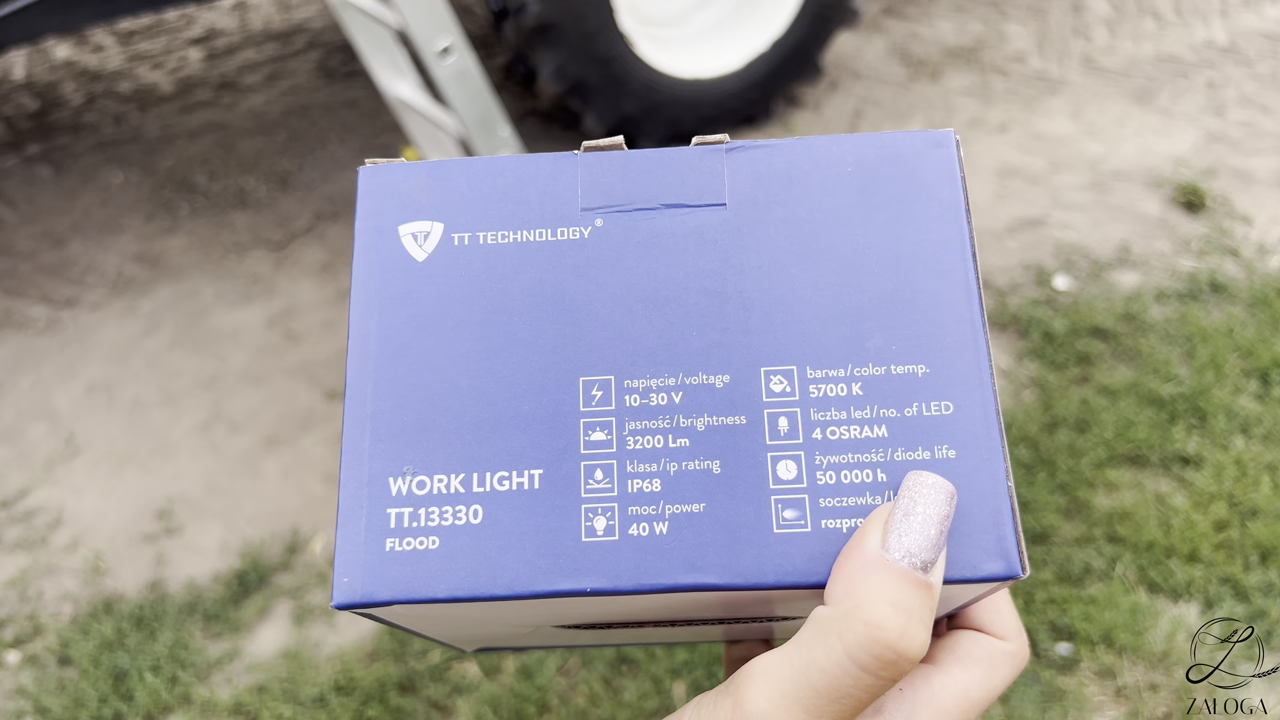 TT TECHNOLOGY®
WORK LIGHT
TT.13330
FLOOD
napięcie/voltage
10–30 V
jasność/brightness
3200 Lm
klasa/ip rating
IP68
moc/power
40 W
barwa/color temp.
5700 K
liczba led/no. of LED
4 OSRAM
żywotność/diode life
50 000 h
soczewka/
ZALOGA